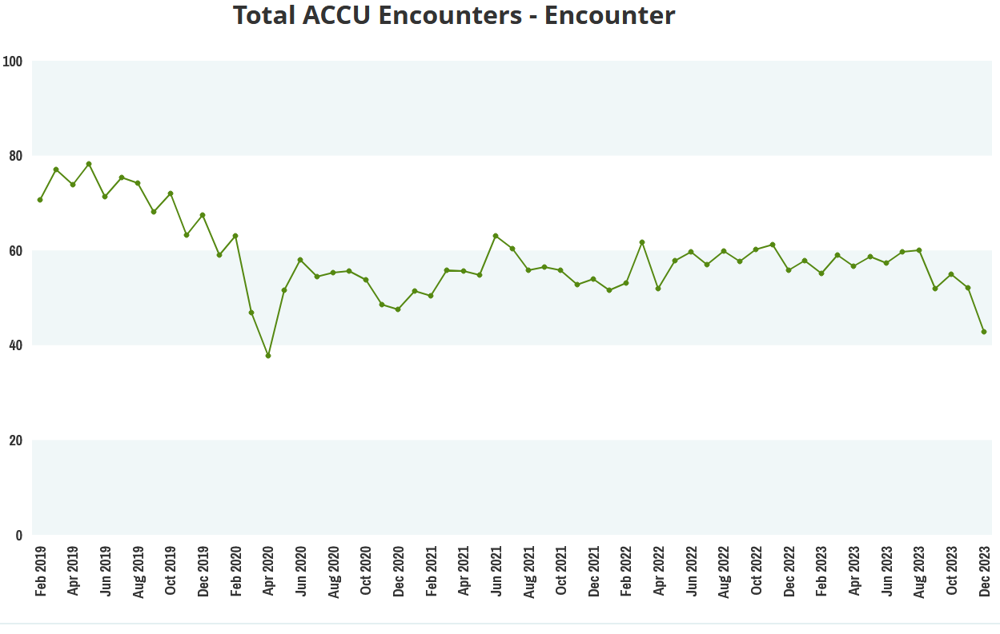 Total ACCU Encounters - Encounter
100
80
60
40
20
0
Feb 2019
Apr 2019
Jun 2019
Aug 2019
Oct 2019
Dec 2019
Feb 2020
Apr 2020
Jun 2020
Aug 2020
Oct 2020
Dec 2020
Feb 2021
Apr 2021
Jun 2021
Aug 2021
Oct 2021
Dec 2021
Feb 2022
Apr 2022
Jun 2022
Aug 2022
Oct 2022
Dec 2022
Feb 2023
Apr 2023
Jun 2023
Aug 2023
Oct 2023
Dec 2023